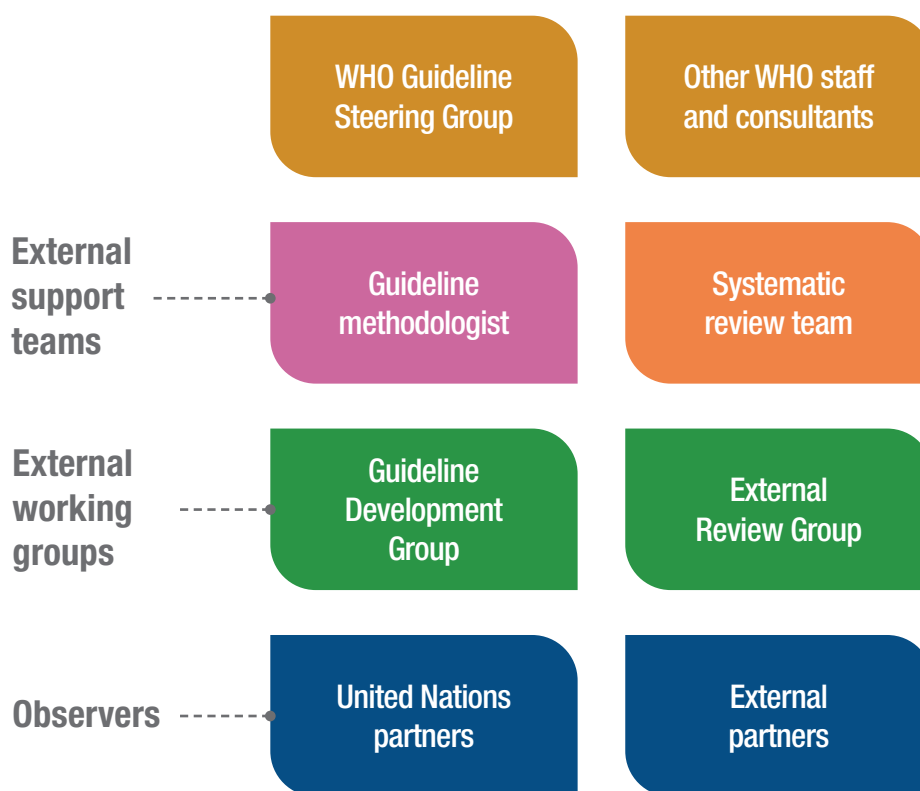 WHO Guideline
Steering Group
Other WHO staff
and consultants
External
support
teams
Guideline
methodologist
Systematic
review team
External
working
groups
Guideline
Development
Group
External
Review Group
Observers
United Nations
partners
External
partners